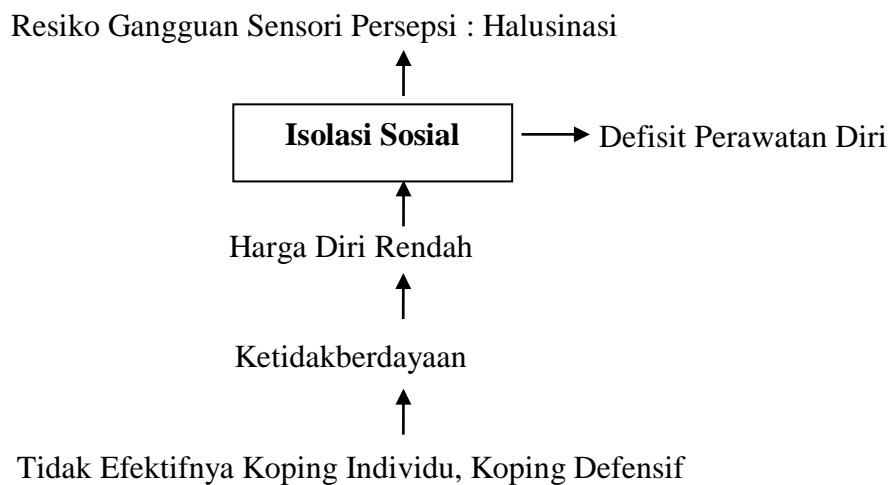 Resiko Gangguan Sensori Persepsi : Halusinasi
Isolasi Sosial
Defisit Perawatan Diri
Harga Diri Rendah
Ketidakberdayaan
Tidak Efektifnya Koping Individu, Koping Defensif